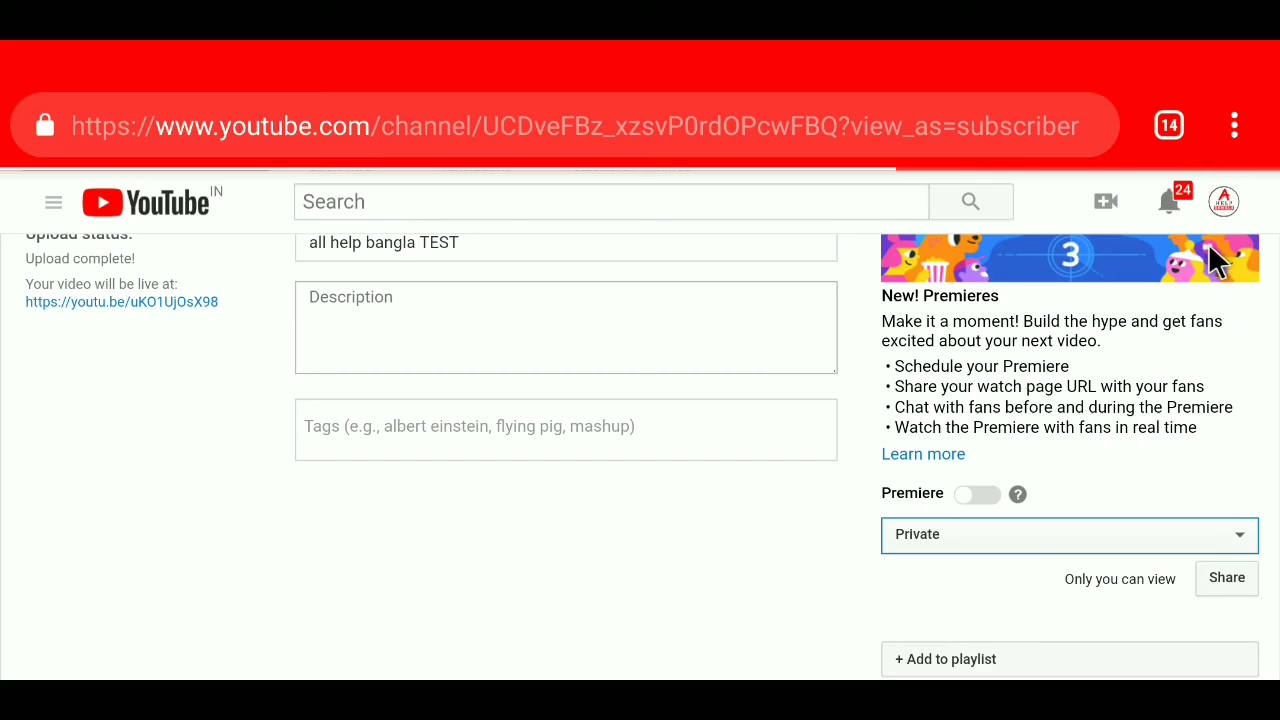 https://www.youtube.com/channel/UCDveFBz_xzsvP0rdOPcwFBQ?view_as=subscriber
14
YouTube IN
Search
24
A
HELP
BANGLA
Upload status:
Upload complete!
Your video will be live at:
https://youtu.be/uKO1UjOsX98
all help bangla TEST
Description
Tags (e.g., albert einstein, flying pig, mashup)
3
New! Premieres
Make it a moment! Build the hype and get fans
excited about your next video.
• Schedule your Premiere
• Share your watch page URL with your fans
• Chat with fans before and during the Premiere
• Watch the Premiere with fans in real time
Learn more
Premiere ?
Private
Only you can view
Share
+ Add to playlist